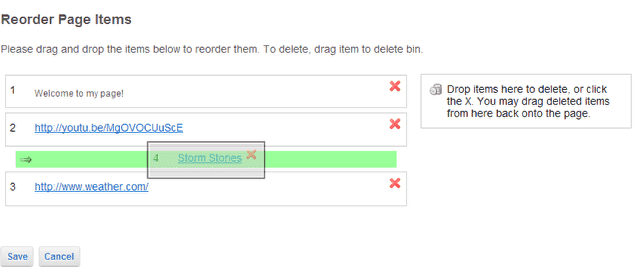 Reorder Page Items
Please drag and drop the items below to reorder them. To delete, drag item to delete bin.
1 Welcome to my page!
2 http://youtu.be/MgOVOCUuScE
4 Storm Stories
3 http://www.weather.com/
Drop items here to delete, or click
the X. You may drag deleted items
from here back onto the page.
Save Cancel